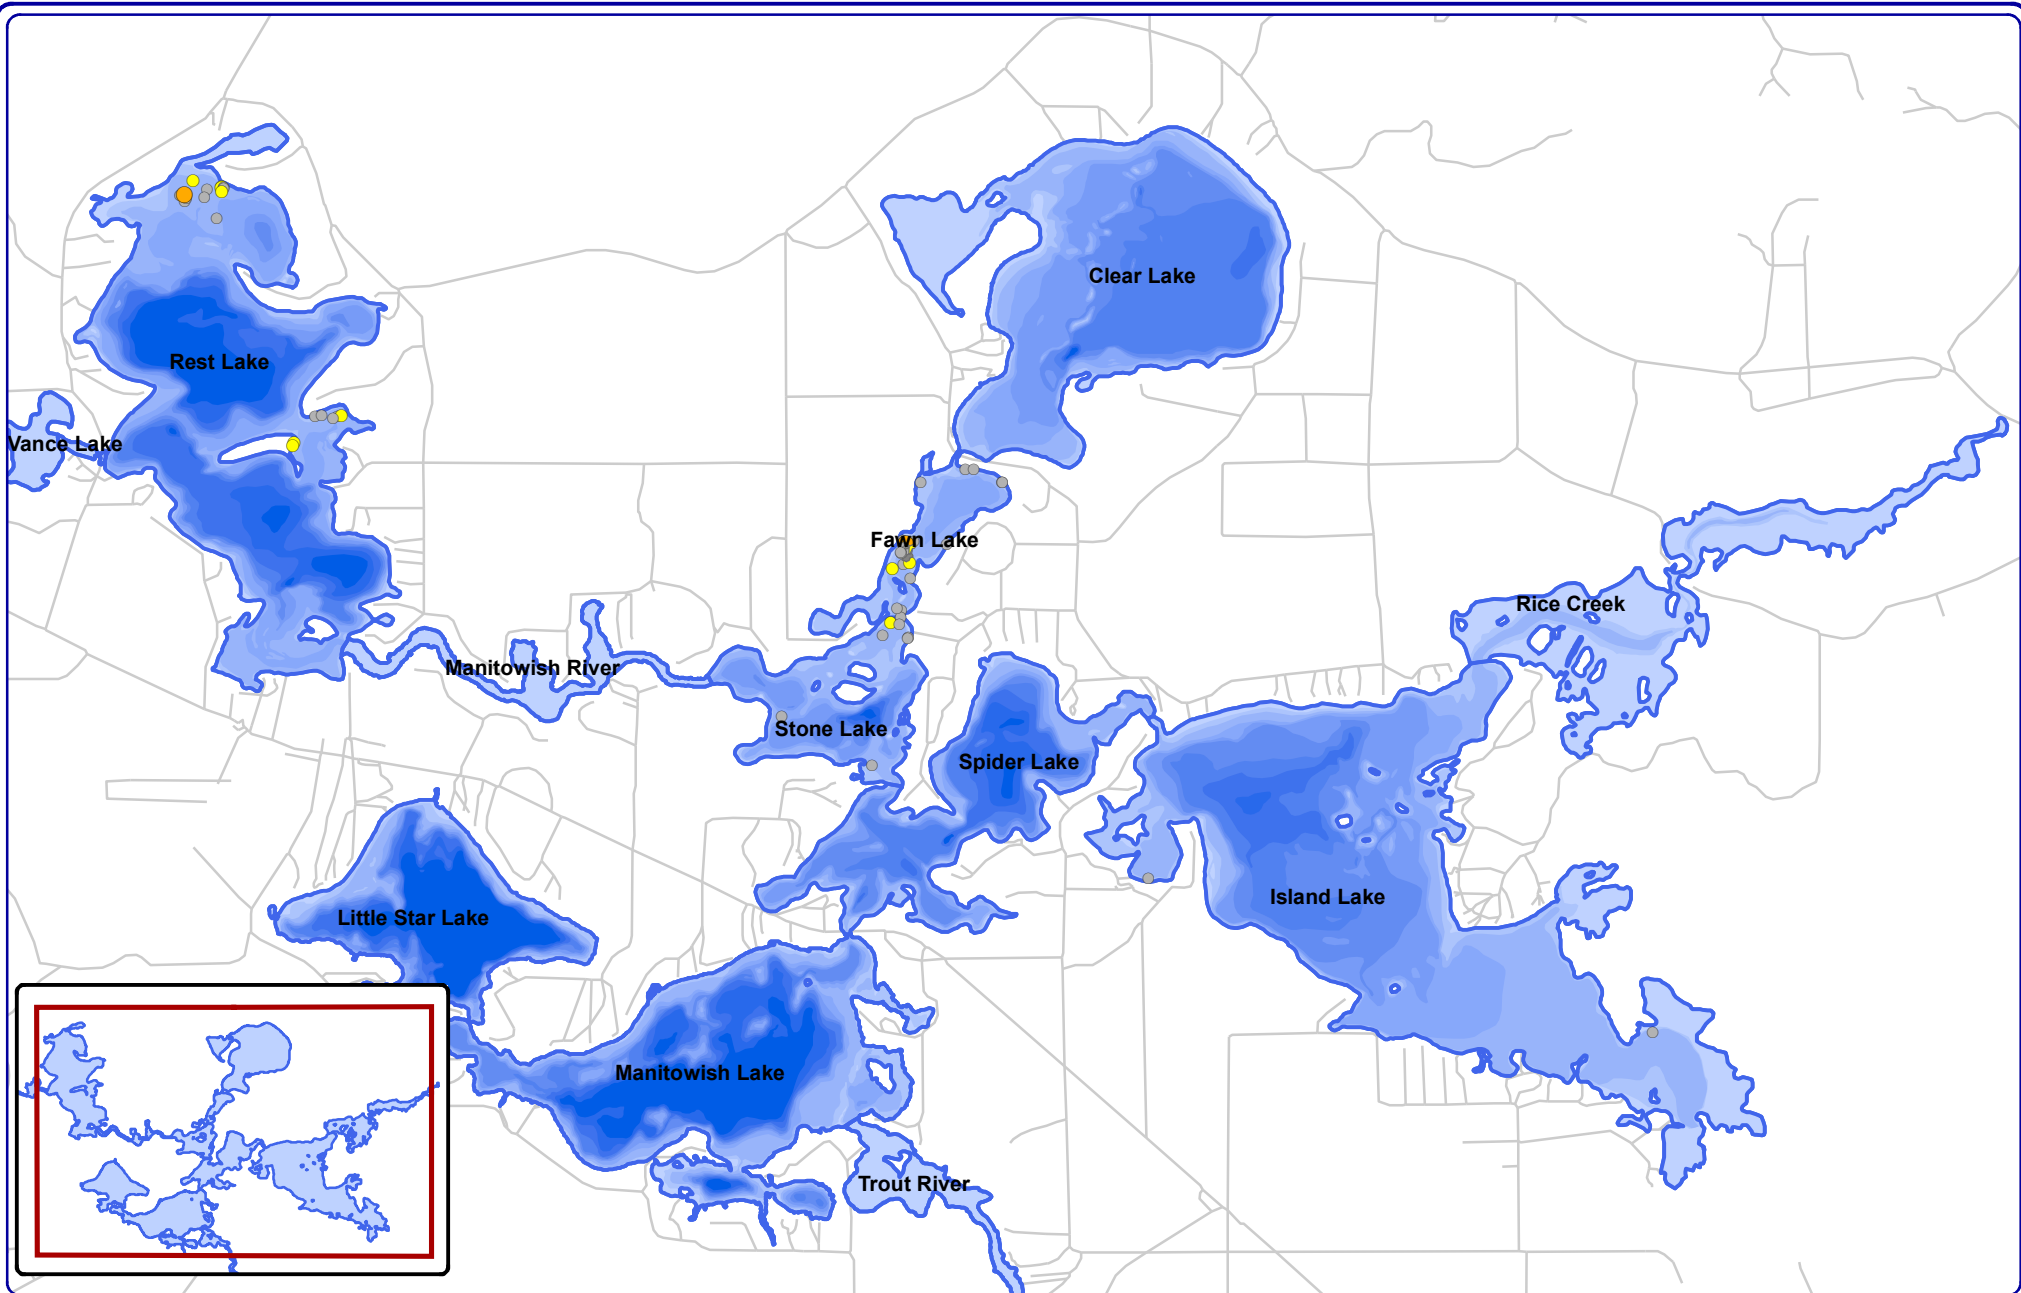 Clear Lake
Rest Lake
Vance Lake
Fawn Lake
Rice Creek
Manitowish River
Stone Lake
Spider Lake
Island Lake
Little Star Lake
Manitowish Lake
Trout River